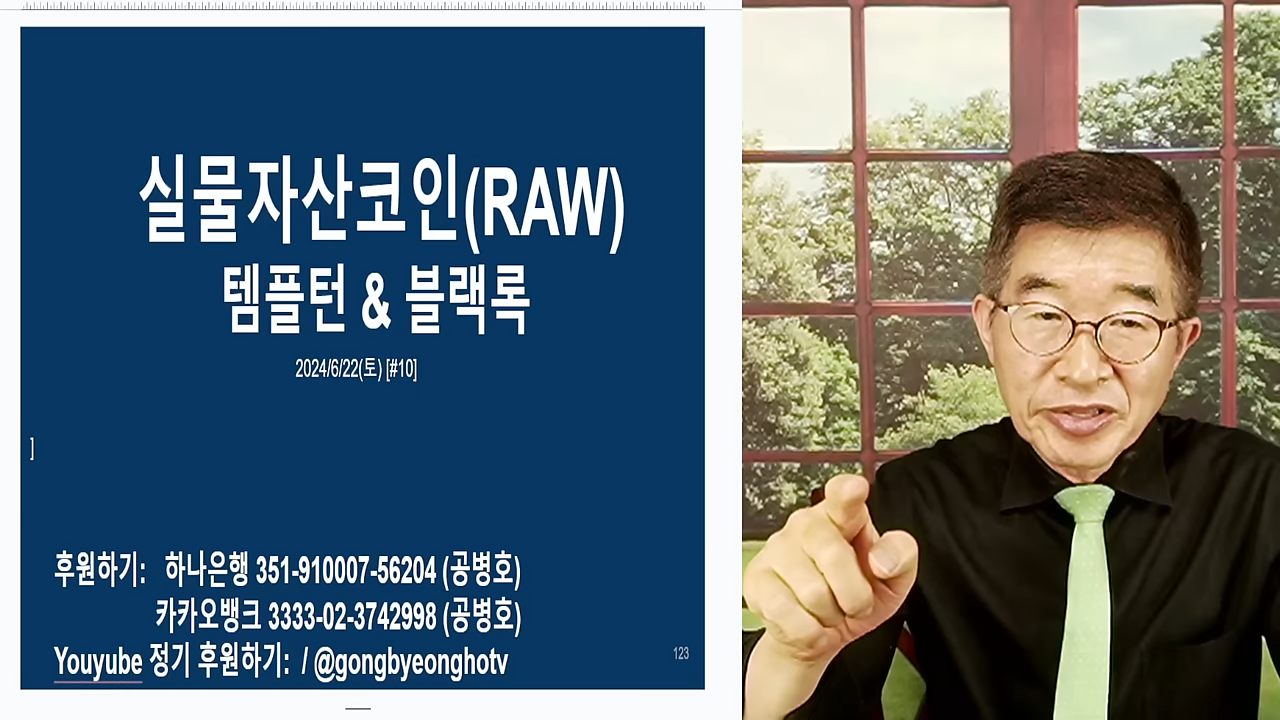 실물자산코인(RAW)
템플턴 & 블랙록
2024/6/22(토) [#10]
]
후원하기: 하나은행 351-910007-56204 (공병호)
카카오뱅크 3333-02-3742998 (공병호)
Youyube 정기 후원하기: / @gongbyeonghotv
123